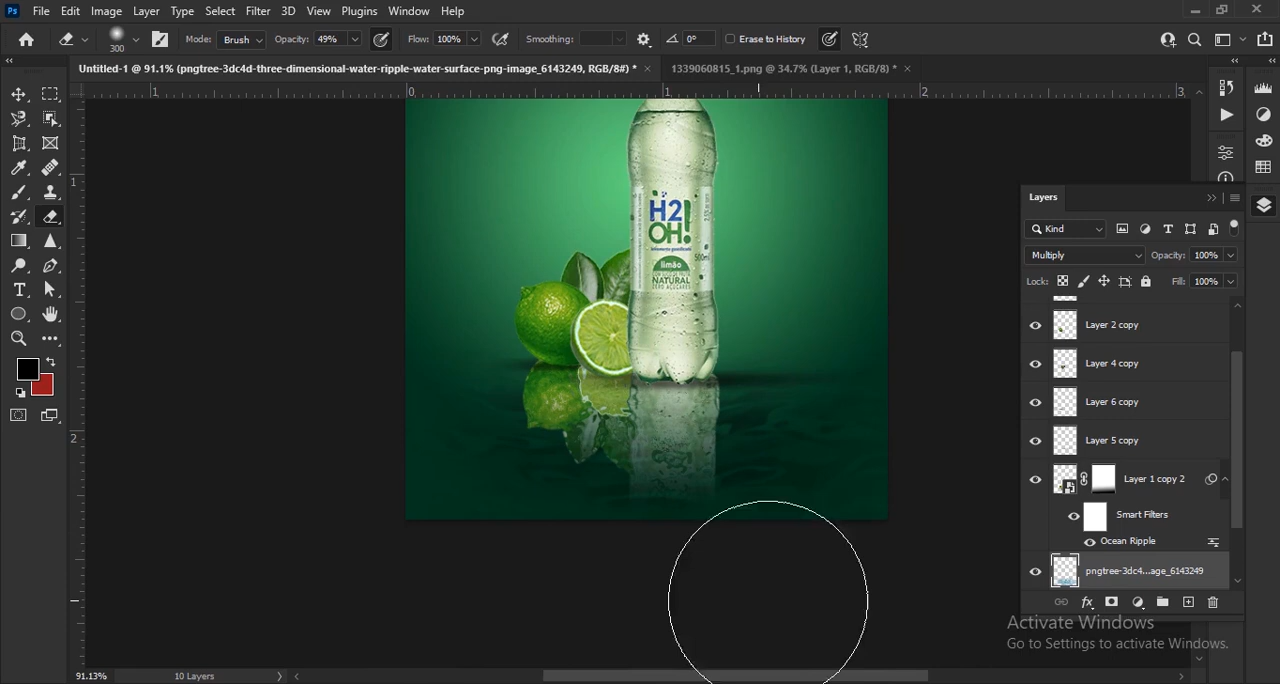 Ps File Edit Image Layer Type Select Filter 3D View Plugins Window Help
300 Mode: Brush Opacity: 49% Flow: 100% Smoothing: 0° Erase to History
Untitled-1 @ 91.1% (pngtree-3dc4d-three-dimensional-water-ripple-water-surface-png-image_6143249, RGB/8#) * × 1339060815_1.png @ 34.7% (Layer 1, RGB/8) * ×
1 0 1 2 3
1
2
H2
OH!
limão
NATURAL
ZERO AÇÚCARES
500ml
Layers
Kind
Multiply Opacity: 100%
Lock: Fill: 100%
Layer 2 copy
Layer 4 copy
Layer 6 copy
Layer 5 copy
Layer 1 copy 2
Smart Filters
Ocean Ripple
pngtree-3dc4...age_6143249
fx
Activate Windows
Go to Settings to activate Windows.
91.13% 10 Layers